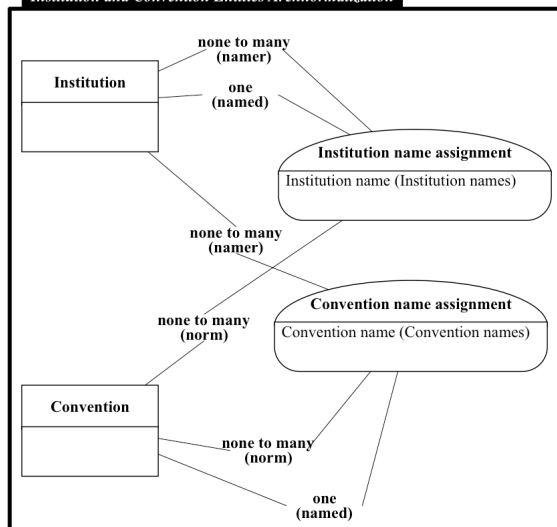 Institution and Convention Entities Archnormalization
none to many
(namer)
Institution
one
(named)
Institution name assignment
Institution name (Institution names)
none to many
(namer)
Convention name assignment
none to many
(norm)
Convention name (Convention names)
Convention
none to many
(norm)
one
(named)